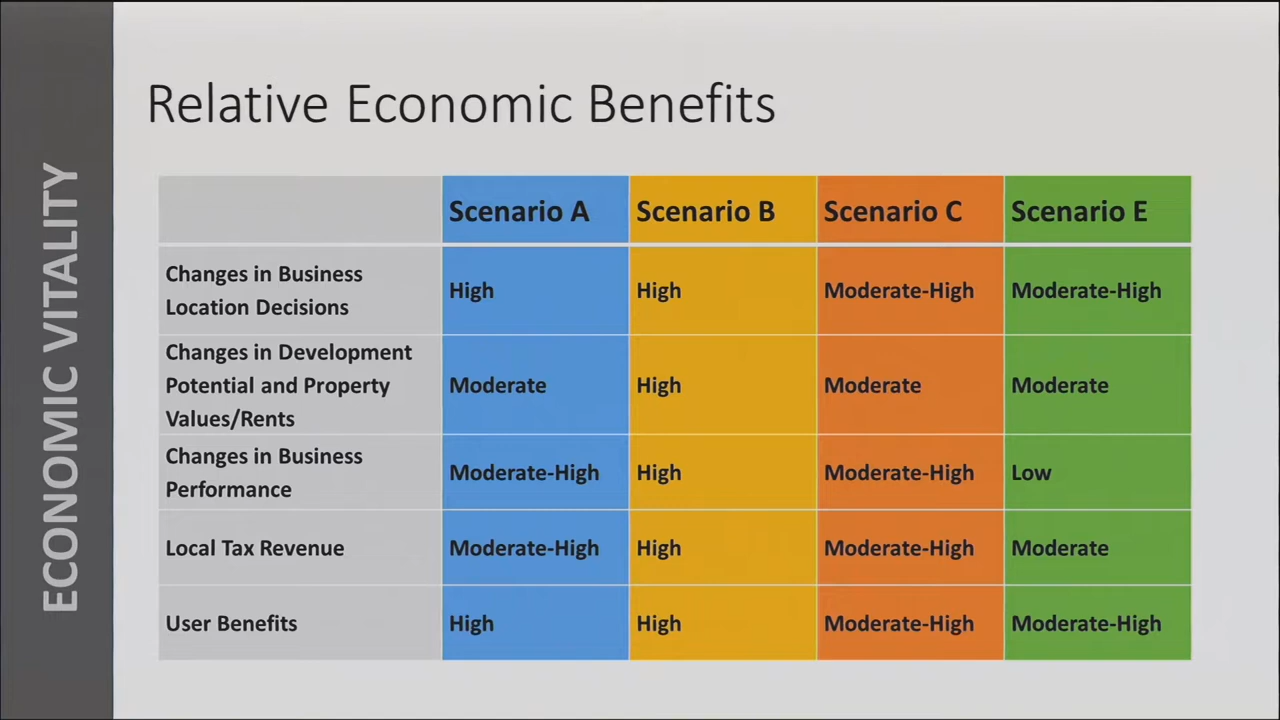 ECONOMIC VITALITY
Relative Economic Benefits
Scenario A Scenario B Scenario C Scenario E
Changes in Business
Location Decisions
High High Moderate-High Moderate-High
Changes in Development
Potential and Property
Values/Rents
Moderate High Moderate Moderate
Changes in Business
Performance
Moderate-High High Moderate-High Low
Local Tax Revenue Moderate-High High Moderate-High Moderate
User Benefits High High Moderate-High Moderate-High